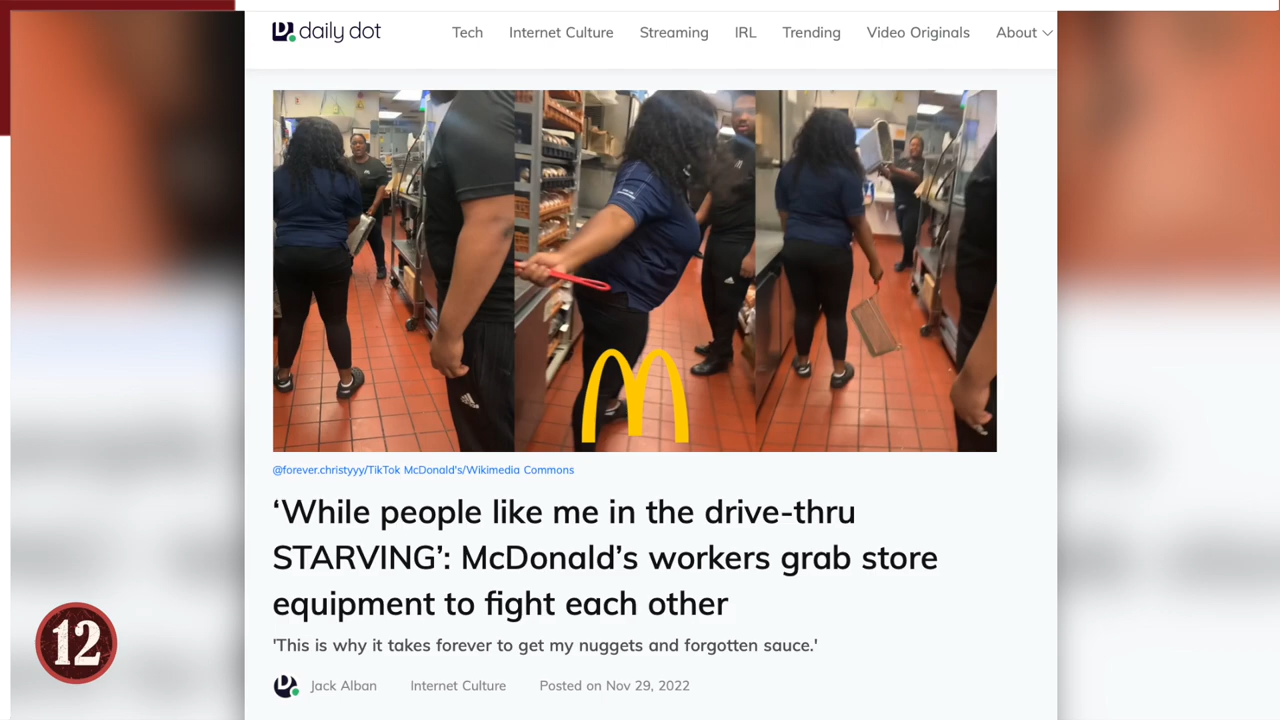 daily dot
Tech Internet Culture Streaming IRL Trending Video Originals About
@forever.christyyy/TikTok McDonald's/Wikimedia Commons
‘While people like me in the drive-thru
STARVING’: McDonald’s workers grab store
equipment to fight each other
'This is why it takes forever to get my nuggets and forgotten sauce.'
Jack Alban Internet Culture Posted on Nov 29, 2022
12